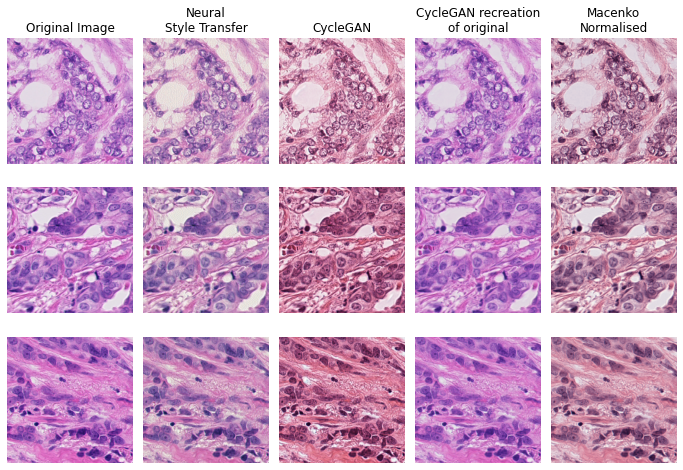 Original Image
Neural
Style Transfer
CycleGAN
CycleGAN recreation
of original
Macenko
Normalised